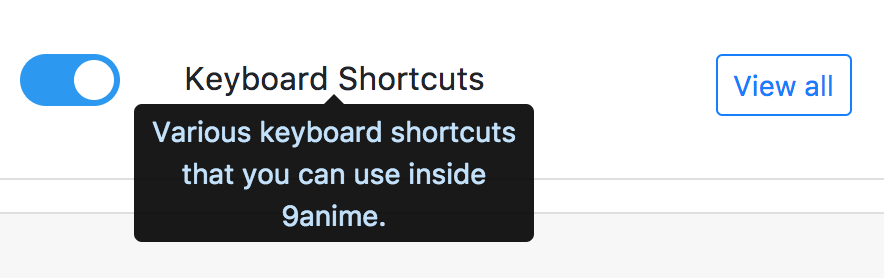 Keyboard Shortcuts
View all
Various keyboard shortcuts
that you can use inside
9anime.